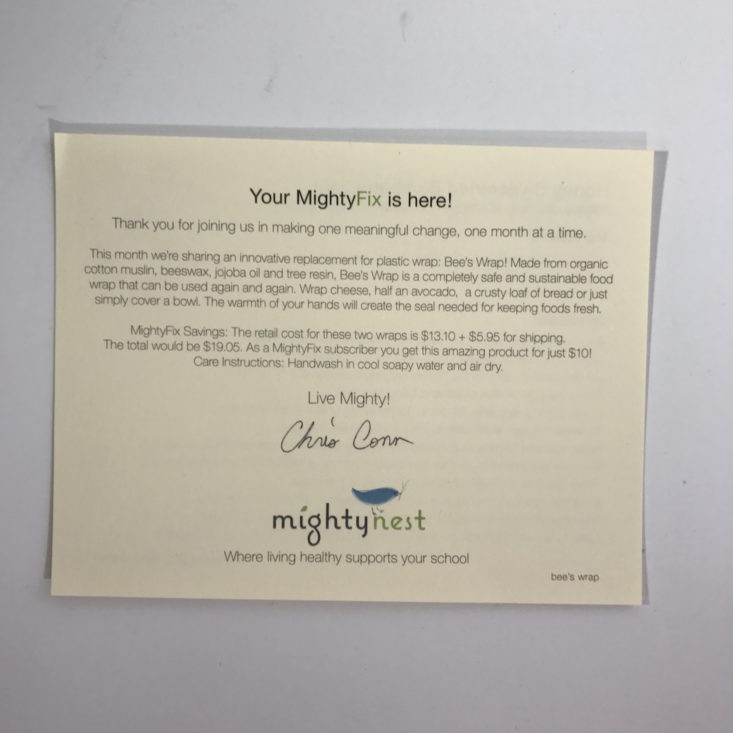 Your MightyFix is here!
Thank you for joining us in making one meaningful change, one month at a time.
This month we're sharing an innovative replacement for plastic wrap: Bee's Wrap! Made from organic
cotton muslin, beeswax, jojoba oil and tree resin, Bee's Wrap is a completely safe and sustainable food
wrap that can be used again and again. Wrap cheese, half an avocado, a crusty loaf of bread or just
simply cover a bowl. The warmth of your hands will create the seal needed for keeping foods fresh.
MightyFix Savings: The retail cost for these two wraps is $13.10 + $5.95 for shipping.
The total would be $19.05. As a MightyFix subscriber you get this amazing product for just $10!
Care Instructions: Handwash in cool soapy water and air dry.
Live Mighty!
Chris Conn
mightynest
Where living healthy supports your school
bee's wrap